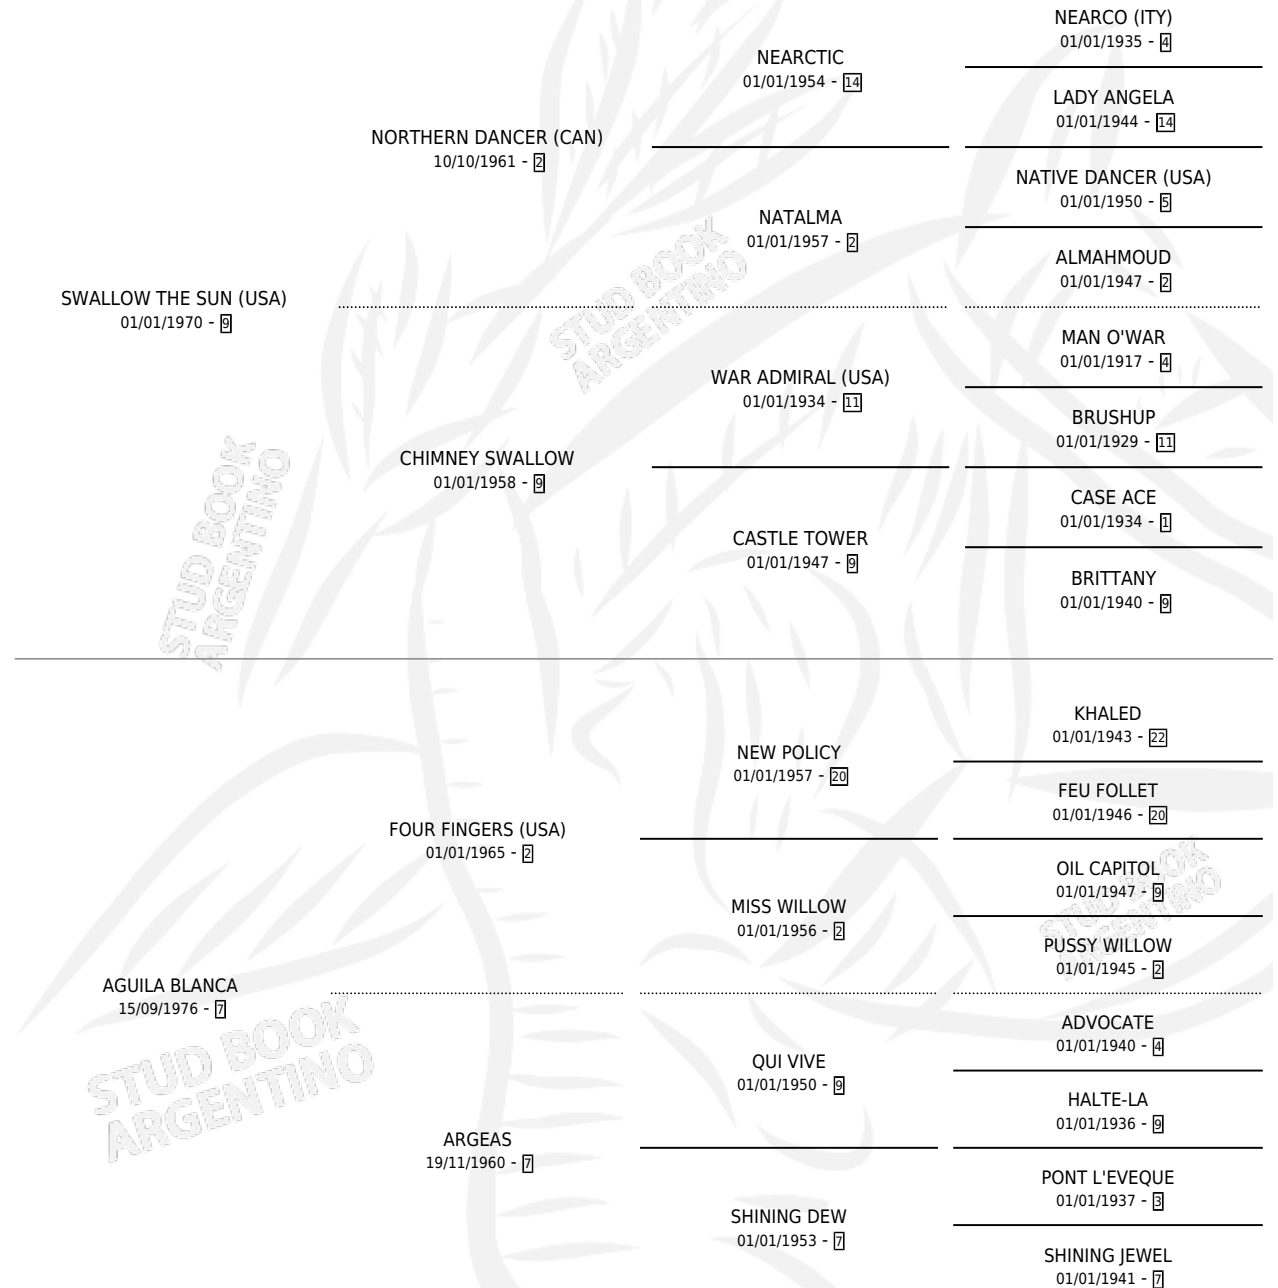 NEARCO (ITY)
01/01/1935 - 4
NEARCTIC
01/01/1954 - 14
LADY ANGELA
01/01/1944 - 14
NORTHERN DANCER (CAN)
10/10/1961 - 2
NATIVE DANCER (USA)
01/01/1950 - 5
NATALMA
01/01/1957 - 2
ALMAHMOUD
01/01/1947 - 2
SWALLOW THE SUN (USA)
01/01/1970 - 9
MAN O'WAR
01/01/1917 - 4
WAR ADMIRAL (USA)
01/01/1934 - 11
BRUSHUP
01/01/1929 - 11
CHIMNEY SWALLOW
01/01/1958 - 9
CASE ACE
01/01/1934 - 1
CASTLE TOWER
01/01/1947 - 9
BRITTANY
01/01/1940 - 9
KHALED
01/01/1943 - 22
NEW POLICY
01/01/1957 - 20
FEU FOLLET
01/01/1946 - 20
FOUR FINGERS (USA)
01/01/1965 - 2
OIL CAPITOL
01/01/1947 - 9
MISS WILLOW
01/01/1956 - 2
PUSSY WILLOW
01/01/1945 - 2
AGUILA BLANCA
15/09/1976 - 7
ADVOCATE
01/01/1940 - 4
QUI VIVE
01/01/1950 - 9
HALTE-LA
01/01/1936 - 9
ARGEAS
19/11/1960 - 7
PONT L'EVEQUE
01/01/1937 - 3
SHINING DEW
01/01/1953 - 7
SHINING JEWEL
01/01/1941 - 7
STUD BOOK
ARGENTINO
STUD BOOK
ARGENTINO
STUD BOOK
ARGENTINO
STUD BOOK
ARGENTINO